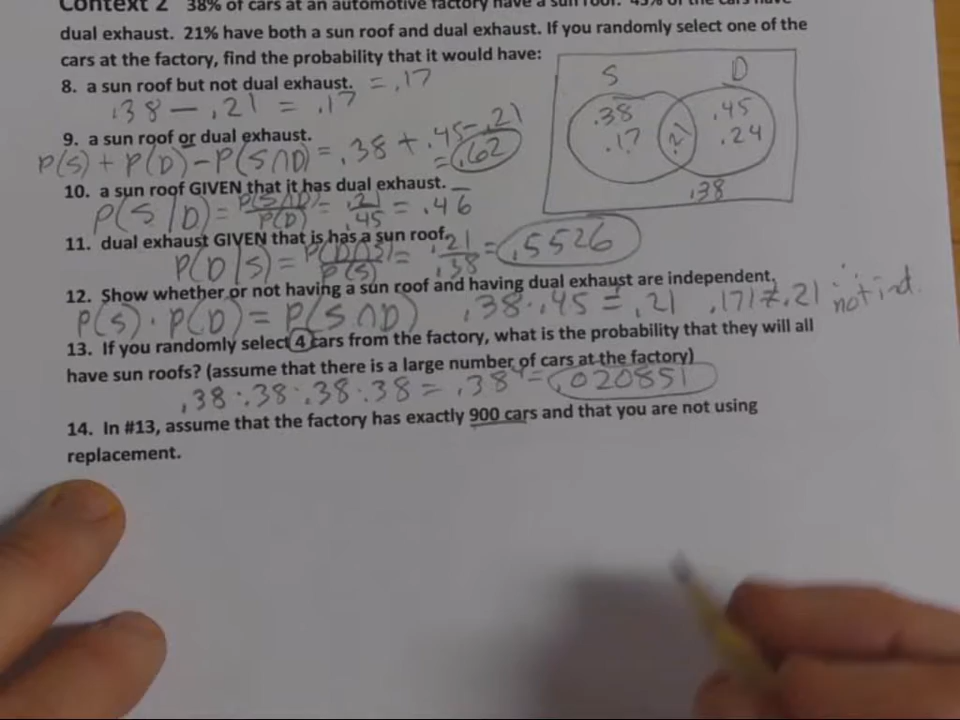 Context 2 38% of cars at an automotive factory have a sun roof. 45% of the cars have
dual exhaust. 21% have both a sun roof and dual exhaust. If you randomly select one of the
cars at the factory, find the probability that it would have:
8. a sun roof but not dual exhaust. = .17
.38 - .21 = .17
S D
.38 .45
.17 .21 .24
.38
9. a sun roof or dual exhaust.
P(S) + P(D) - P(S∩D) = .38 + .45 - .21
= .62
10. a sun roof GIVEN that it has dual exhaust.
P(S|D) = P(S∩D)/P(D) = .21/.45 = .46
11. dual exhaust GIVEN that is has a sun roof.
P(D|S) = P(D∩S)/P(S) = .21/.38 = .5526
12. Show whether or not having a sun roof and having dual exhaust are independent.
P(S) · P(D) = P(S∩D) .38 · .45 = .21 .171 ≠ .21 ∴ not ind.
13. If you randomly select 4 cars from the factory, what is the probability that they will all
have sun roofs? (assume that there is a large number of cars at the factory)
.38 · .38 · .38 · .38 = .38⁴ = .020851
14. In #13, assume that the factory has exactly 900 cars and that you are not using
replacement.